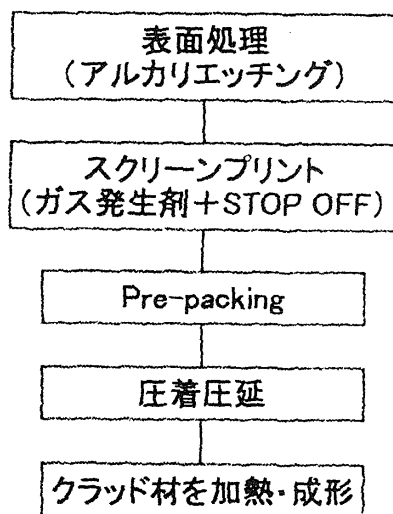 表面処理
(アルカリエッチング)
スクリーンプリント
(ガス発生剤＋STOP OFF)
Pre-packing
圧着圧延
クラッド材を加熱・成形